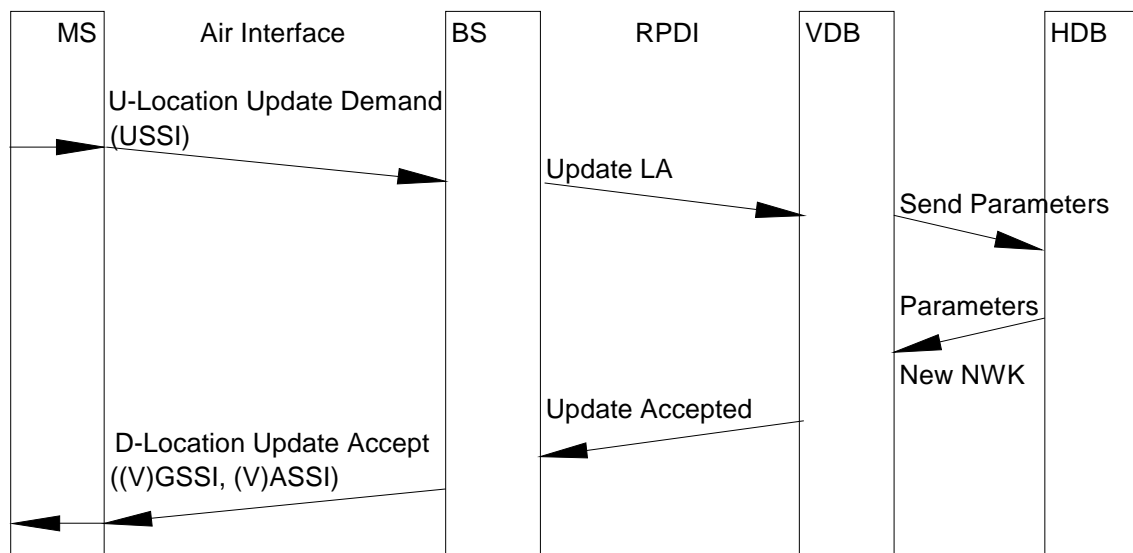 MS Air Interface BS RPDI VDB HDB
U-Location Update Demand
(USSI)
Update LA
Send Parameters
Parameters
New NWK
Update Accepted
D-Location Update Accept
((V)GSSI, (V)ASSI)